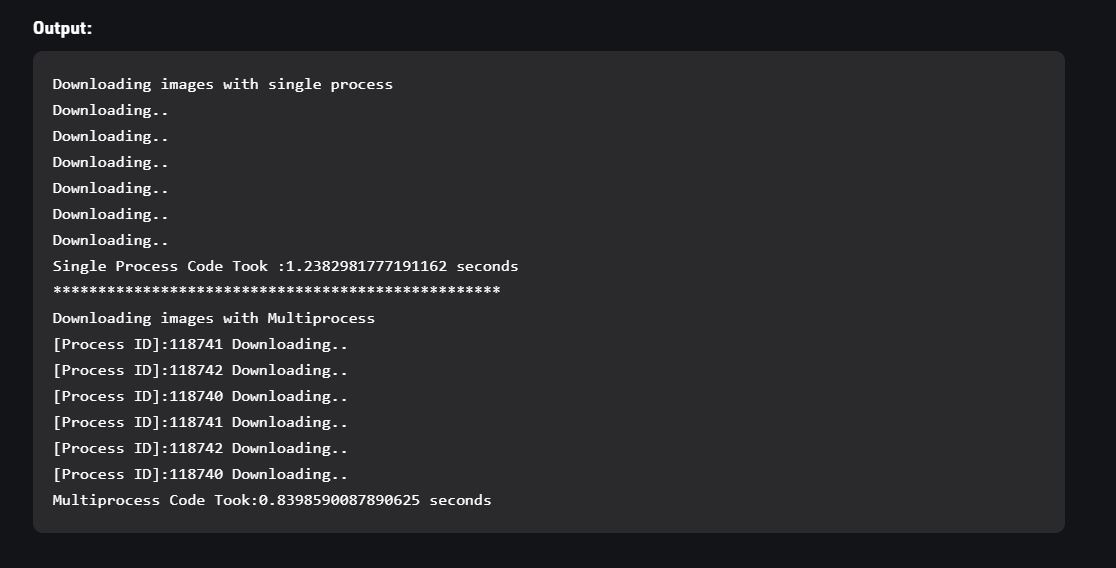 Output:
Downloading images with single process
Downloading..
Downloading..
Downloading..
Downloading..
Downloading..
Downloading..
Single Process Code Took :1.2382981777191162 seconds
**************************************************
Downloading images with Multiprocess
[Process ID]:118741 Downloading..
[Process ID]:118742 Downloading..
[Process ID]:118740 Downloading..
[Process ID]:118741 Downloading..
[Process ID]:118742 Downloading..
[Process ID]:118740 Downloading..
Multiprocess Code Took:0.8398590087890625 seconds